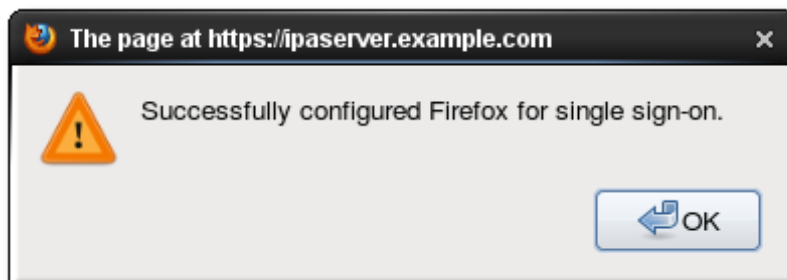 The page at https://ipaserver.example.com
Successfully configured Firefox for single sign-on.
OK